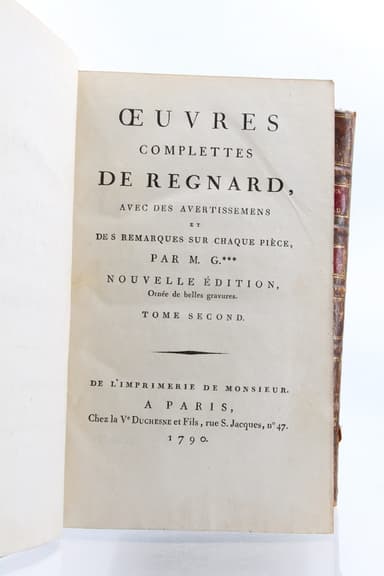 ŒUVRES
COMPLETTES
DE REGNARD,
AVEC DES AVERTISSEMENS
ET
DES REMARQUES SUR CHAQUE PIÈCE,
PAR M. G.***
NOUVELLE ÉDITION,
Ornée de belles gravures.
TOME SECOND.
DE L'IMPRIMERIE DE MONSIEUR.
A PARIS,
Chez la Ve DUCHESNE et Fils, rue S. Jacques, n° 47.
1790.